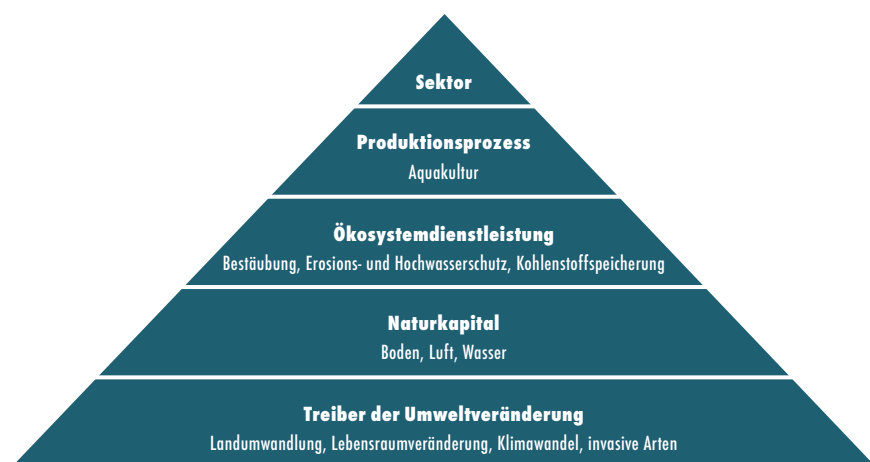 Sektor
Produktionsprozess
Aquakultur
Ökosystemdienstleistung
Bestäubung, Erosions- und Hochwasserschutz, Kohlenstoffspeicherung
Naturkapital
Boden, Luft, Wasser
Treiber der Umweltveränderung
Landumwandlung, Lebensraumveränderung, Klimawandel, invasive Arten